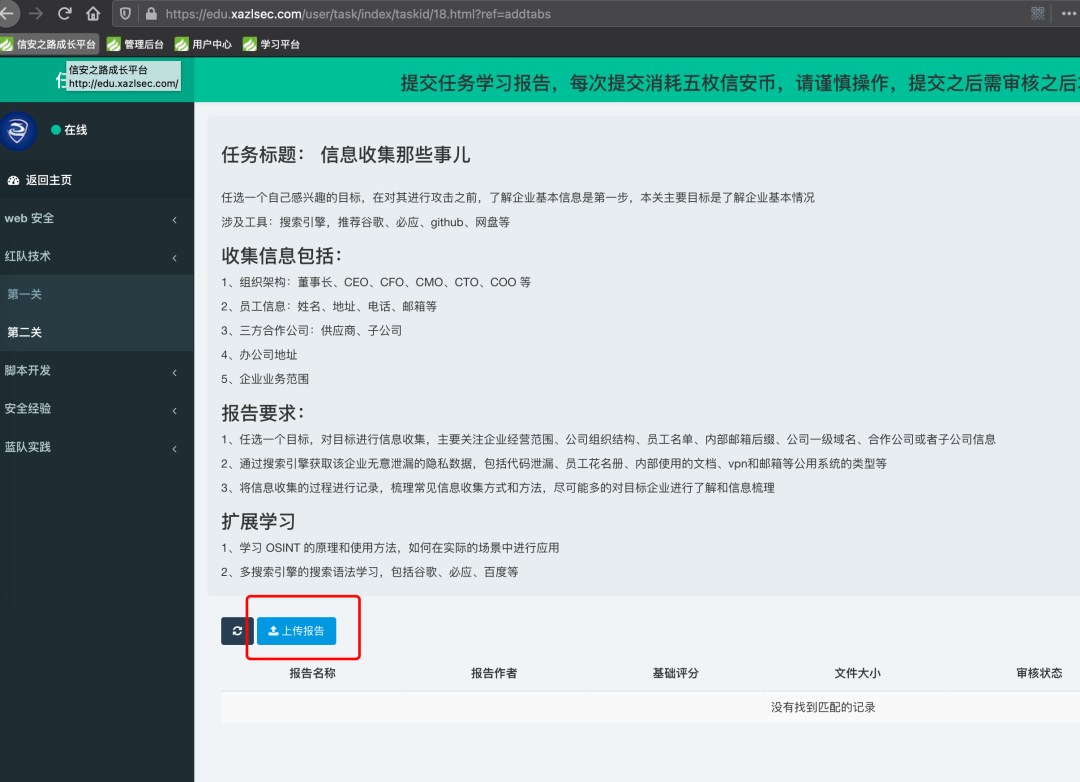 https://edu.xazlsec.com/user/task/index/taskid/18.html?ref=addtabs
信安之路成长平台 管理后台 用户中心 学习平台
信安之路成长平台
http://edu.xazlsec.com/
提交任务学习报告，每次提交消耗五枚信安币，请谨慎操作，提交之后需审核之后
在线
返回主页
web 安全
红队技术
第一关
第二关
脚本开发
安全经验
蓝队实践
任务标题： 信息收集那些事儿
任选一个自己感兴趣的目标，在对其进行攻击之前，了解企业基本信息是第一步，本关主要目标是了解企业基本情况
涉及工具：搜索引擎，推荐谷歌、必应、github、网盘等
收集信息包括：
1、组织架构：董事长、CEO、CFO、CMO、CTO、COO 等
2、员工信息：姓名、地址、电话、邮箱等
3、三方合作公司：供应商、子公司
4、办公司地址
5、企业业务范围
报告要求：
1、任选一个目标，对目标进行信息收集，主要关注企业经营范围、公司组织结构、员工名单、内部邮箱后缀、公司一级域名、合作公司或者子公司信息
2、通过搜索引擎获取该企业无意泄漏的隐私数据，包括代码泄漏、员工花名册、内部使用的文档、vpn和邮箱等公用系统的类型等
3、将信息收集的过程进行记录，梳理常见信息收集方式和方法，尽可能多的对目标企业进行了解和信息梳理
扩展学习
1、学习 OSINT 的原理和使用方法，如何在实际的场景中进行应用
2、多搜索引擎的搜索语法学习，包括谷歌、必应、百度等
上传报告
报告名称 报告作者 基础评分 文件大小 审核状态
没有找到匹配的记录